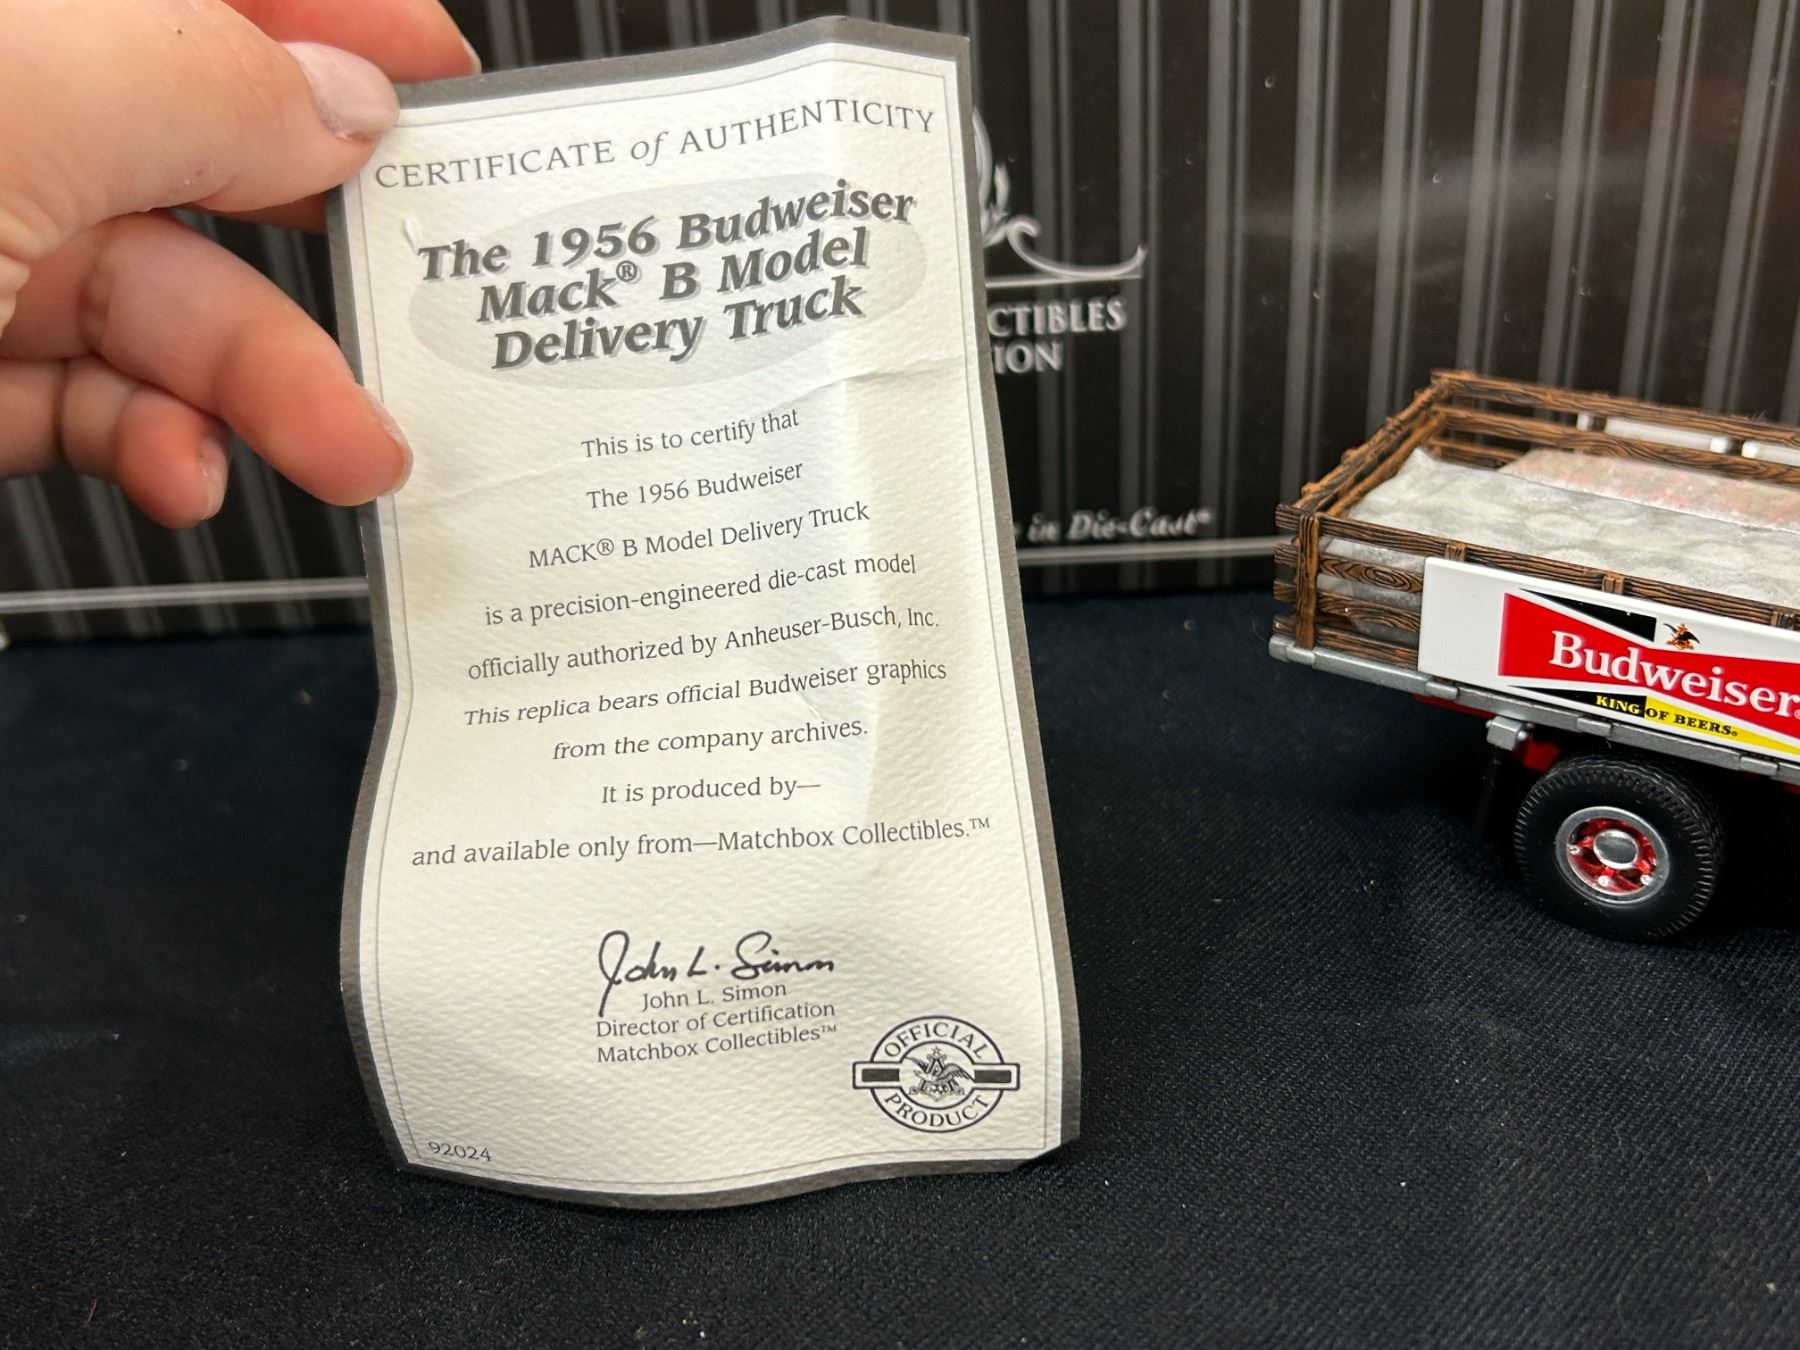 CERTIFICATE of AUTHENTICITY
The 1956 Budweiser
Mack® B Model
Delivery Truck
This is to certify that
The 1956 Budweiser
MACK® B Model Delivery Truck
is a precision-engineered die-cast model
officially authorized by Anheuser-Busch, Inc.
This replica bears official Budweiser graphics
from the company archives.
It is produced by—
and available only from—Matchbox Collectibles.™
John L. Simon
John L. Simon
Director of Certification
Matchbox Collectibles™
OFFICIAL
PRODUCT
92024
CTIBLES
ION
in Die-Cast®
Budweiser®
KING OF BEERS®